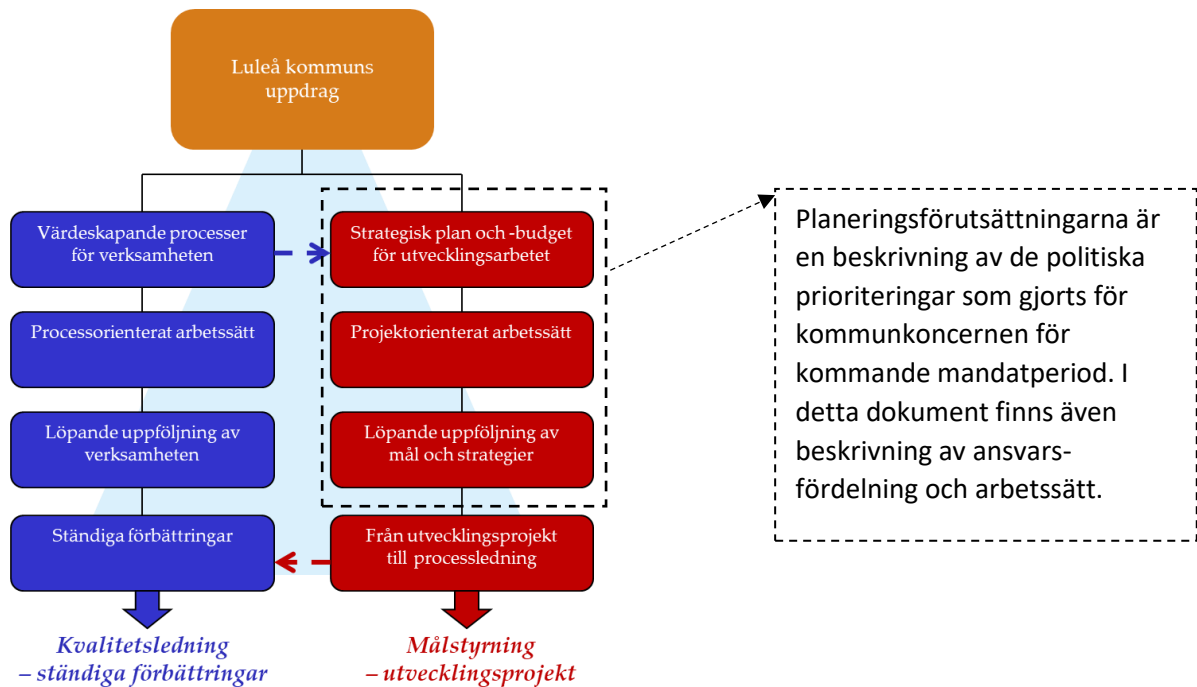 Luleå kommuns
uppdrag
Värdeskapande processer
för verksamheten
Strategisk plan och -budget
för utvecklingsarbetet
Processorienterat arbetssätt
Projektorienterat arbetssätt
Löpande uppföljning av
verksamheten
Löpande uppföljning av
mål och strategier
Ständiga förbättringar
Från utvecklingsprojekt
till processledning
Kvalitetsledning
– ständiga förbättringar
Målstyrning
– utvecklingsprojekt
Planeringsförutsättningarna är
en beskrivning av de politiska
prioriteringar som gjorts för
kommunkoncernen för
kommande mandatperiod. I
detta dokument finns även
beskrivning av ansvars-
fördelning och arbetssätt.